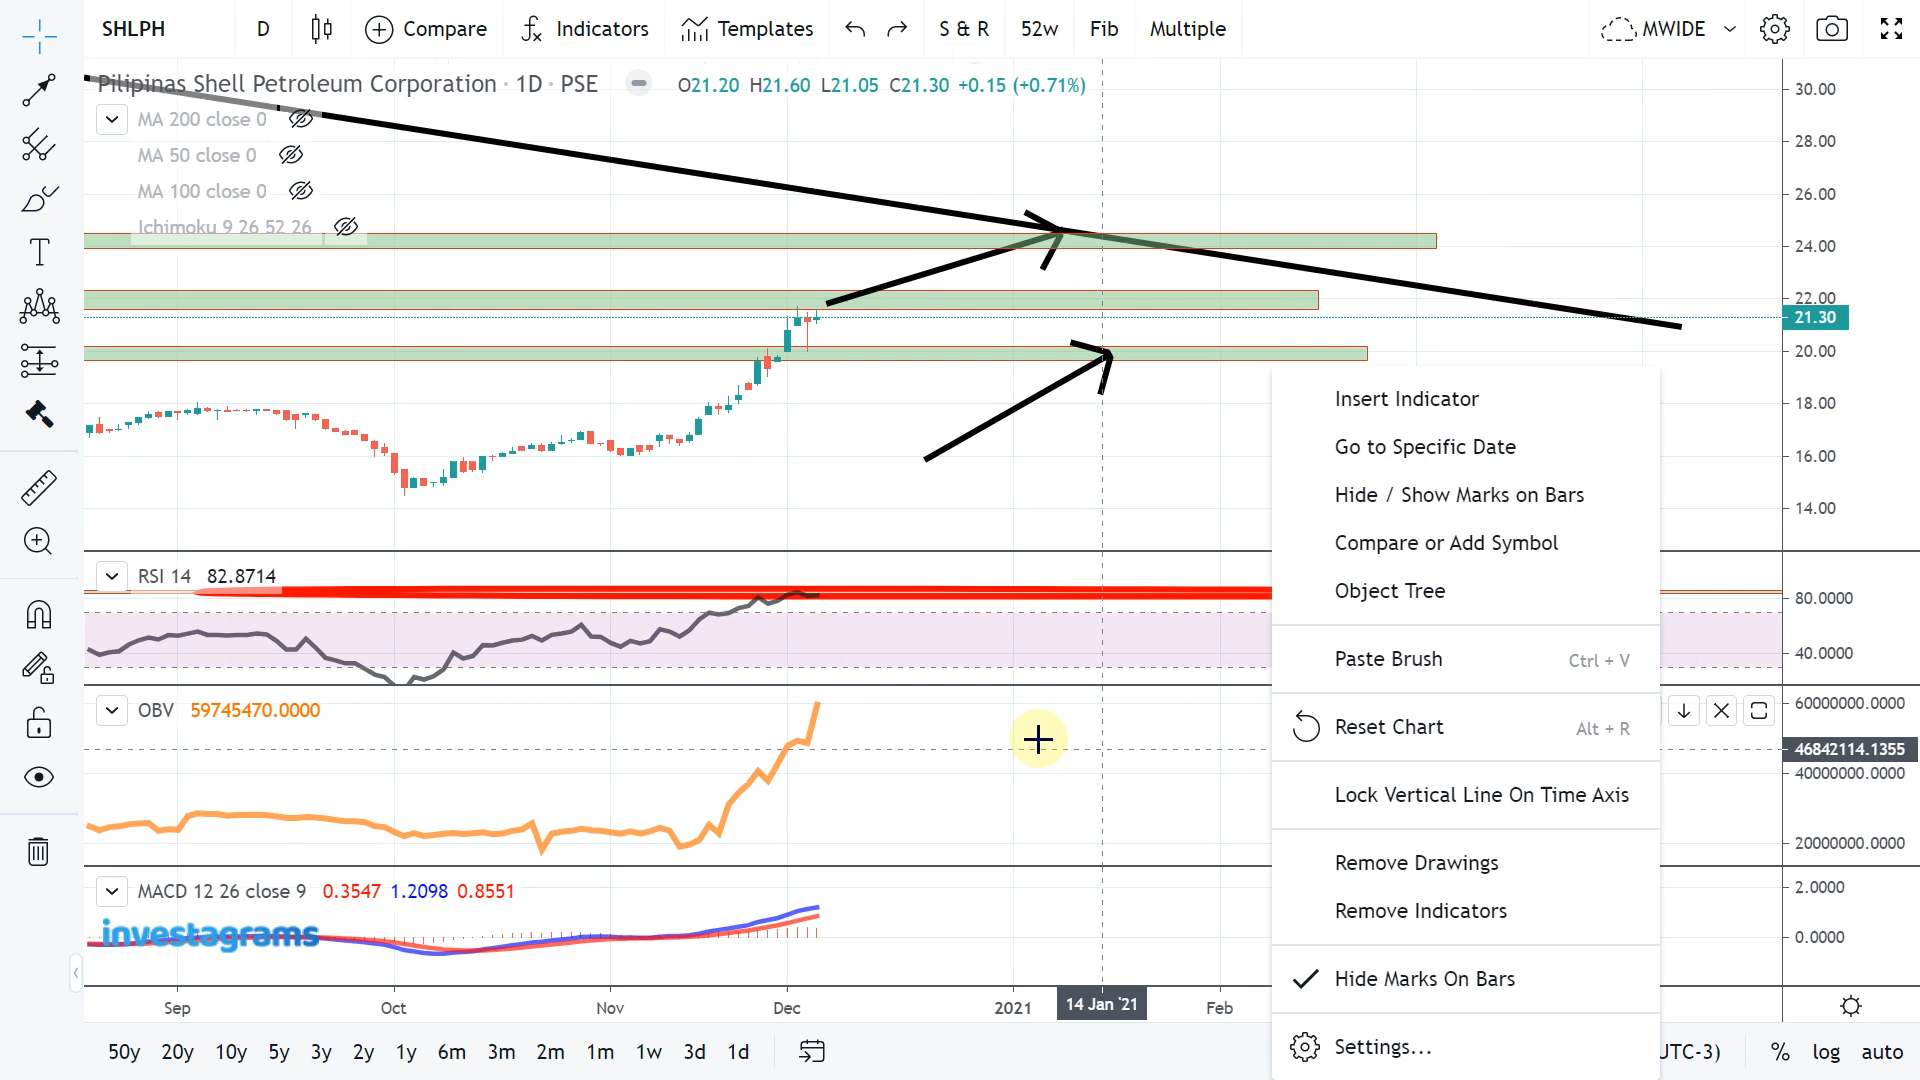 SHLPH D Compare Indicators Templates S & R 52w Fib Multiple MWIDE
Pilipinas Shell Petroleum Corporation · 1D · PSE O21.20 H21.60 L21.05 C21.30 +0.15 (+0.71%)
MA 200 close 0
MA 50 close 0
MA 100 close 0
Ichimoku 9 26 52 26
30.00
28.00
26.00
24.00
22.00
21.30
20.00
18.00
16.00
14.00
Insert Indicator
Go to Specific Date
Hide / Show Marks on Bars
Compare or Add Symbol
Object Tree
Paste Brush Ctrl + V
Reset Chart Alt + R
Lock Vertical Line On Time Axis
Remove Drawings
Remove Indicators
Hide Marks On Bars
Settings...
RSI 14 82.8714
80.0000
40.0000
OBV 59745470.0000
60000000.0000
46842114.1355
40000000.0000
20000000.0000
MACD 12 26 close 9 0.3547 1.2098 0.8551
2.0000
0.0000
investagrams
Sep Oct Nov Dec 2021 14 Jan '21 Feb
50y 20y 10y 5y 3y 2y 1y 6m 3m 2m 1m 1w 3d 1d UTC-3) % log auto